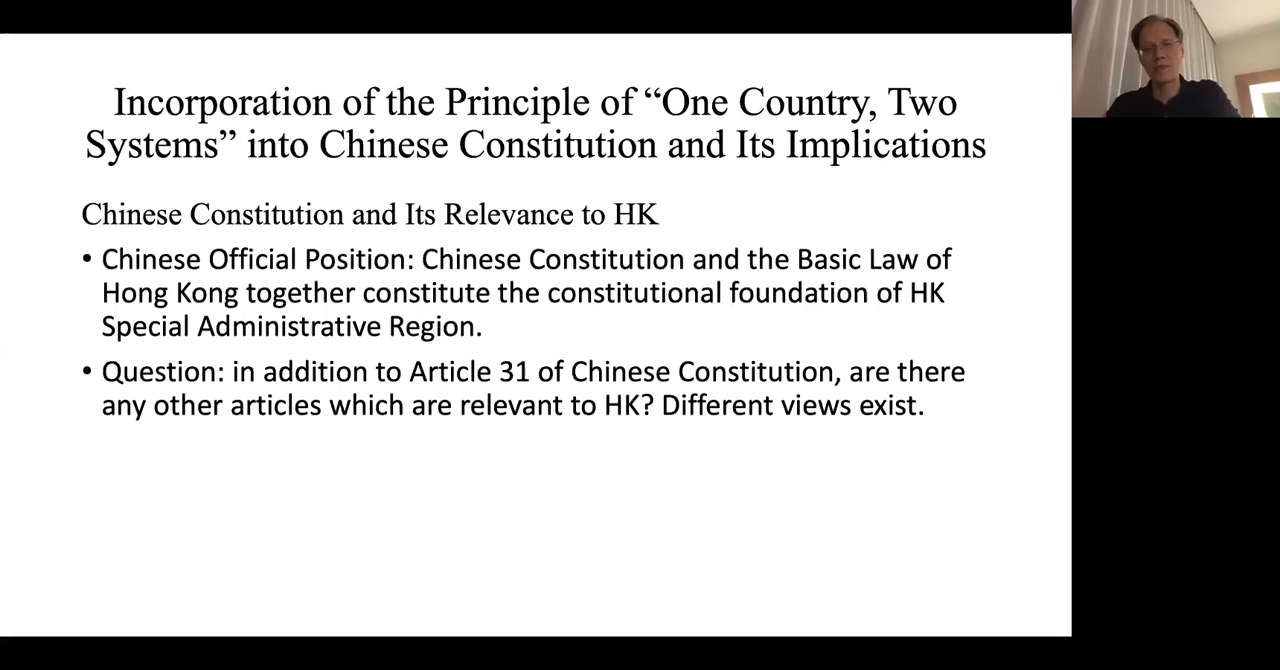 Incorporation of the Principle of “One Country, Two
Systems” into Chinese Constitution and Its Implications
Chinese Constitution and Its Relevance to HK
• Chinese Official Position: Chinese Constitution and the Basic Law of
Hong Kong together constitute the constitutional foundation of HK
Special Administrative Region.
• Question: in addition to Article 31 of Chinese Constitution, are there
any other articles which are relevant to HK? Different views exist.